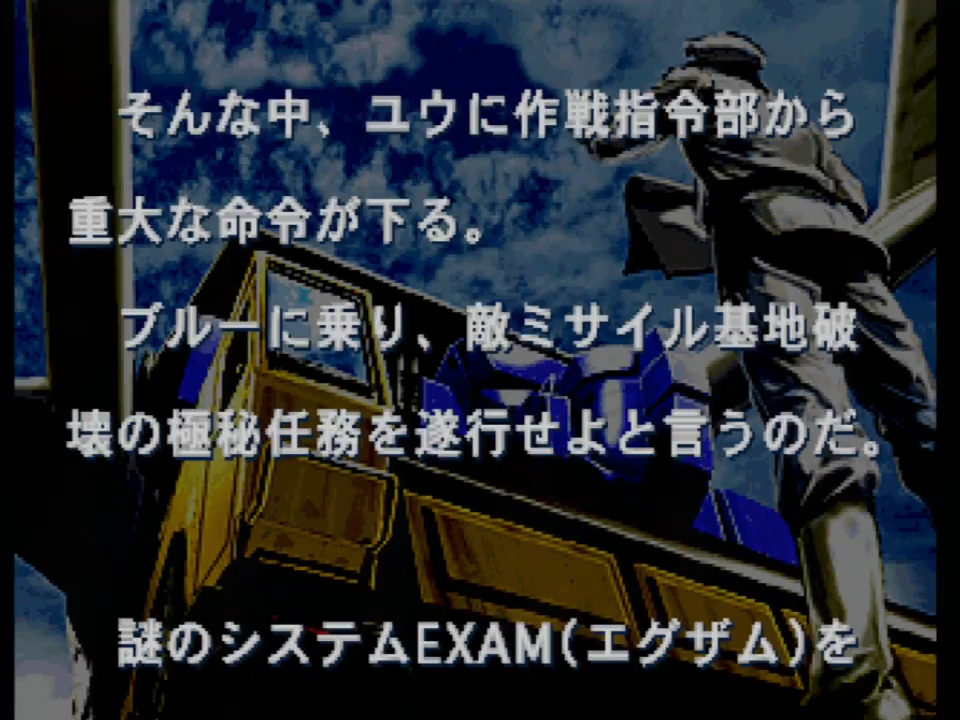 そんな中、ユウに作戦指令部から
重大な命令が下る。
ブルーに乗り、敵ミサイル基地破
壊の極秘任務を遂行せよと言うのだ。
謎のシステムEXAM(エグザム)を